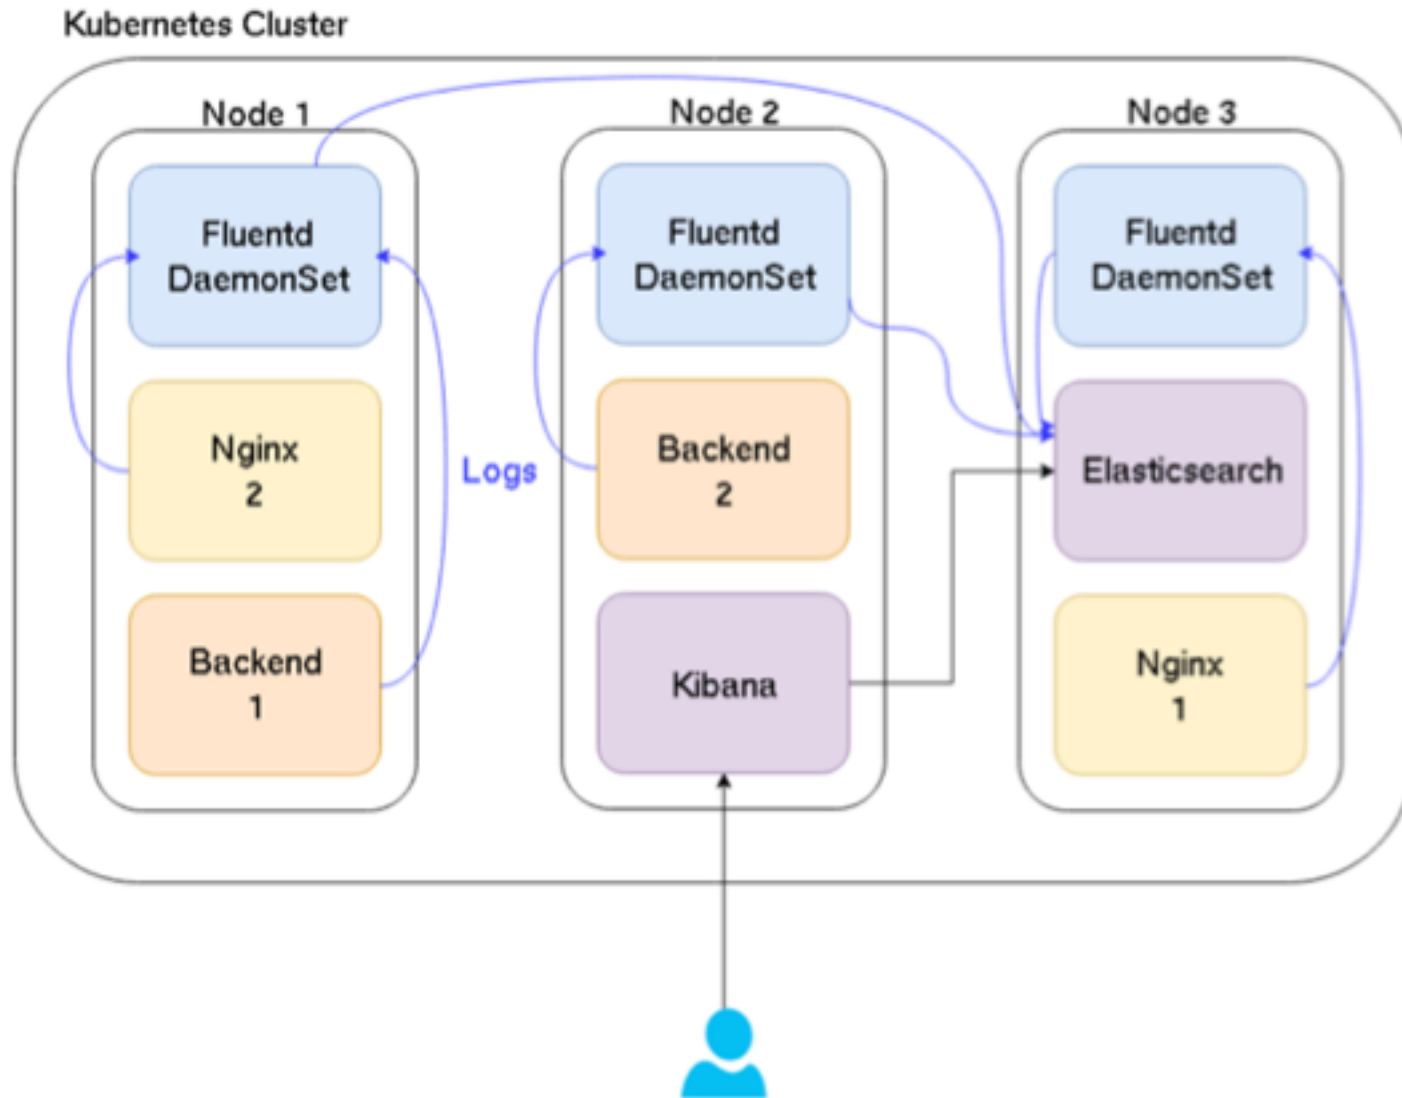 Kubernetes Cluster
Node 1
Fluentd
DaemonSet
Nginx
2
Backend
1
Logs
Node 2
Fluentd
DaemonSet
Backend
2
Kibana
Node 3
Fluentd
DaemonSet
Elasticsearch
Nginx
1